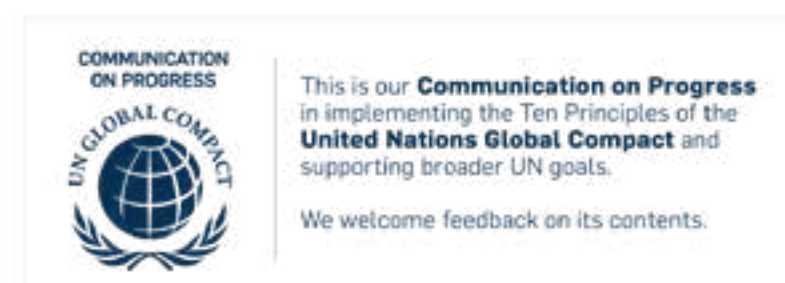 COMMUNICATION
ON PROGRESS
UN GLOBAL COMPACT
This is our Communication on Progress
in implementing the Ten Principles of the
United Nations Global Compact and
supporting broader UN goals.
We welcome feedback on its contents.